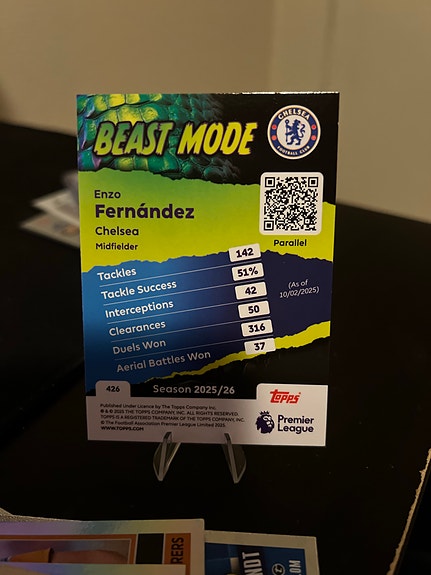 BEAST MODE
CHELSEA
FOOTBALL CLUB
Enzo
Fernández
Chelsea
Midfielder
Parallel
Tackles 142
Tackle Success 51%
Interceptions 42
Clearances 50
Duels Won 316
Aerial Battles Won 37
(As of
10/02/2025)
426
Season 2025/26
Topps
Published Under Licence by The Topps Company Inc.
® & © 2025 THE TOPPS COMPANY, INC. ALL RIGHTS RESERVED.
TOPPS IS A REGISTERED TRADEMARK OF THE TOPPS COMPANY, INC.
© The Football Association Premier League Limited 2025
WWW.TOPPS.COM
Premier
League